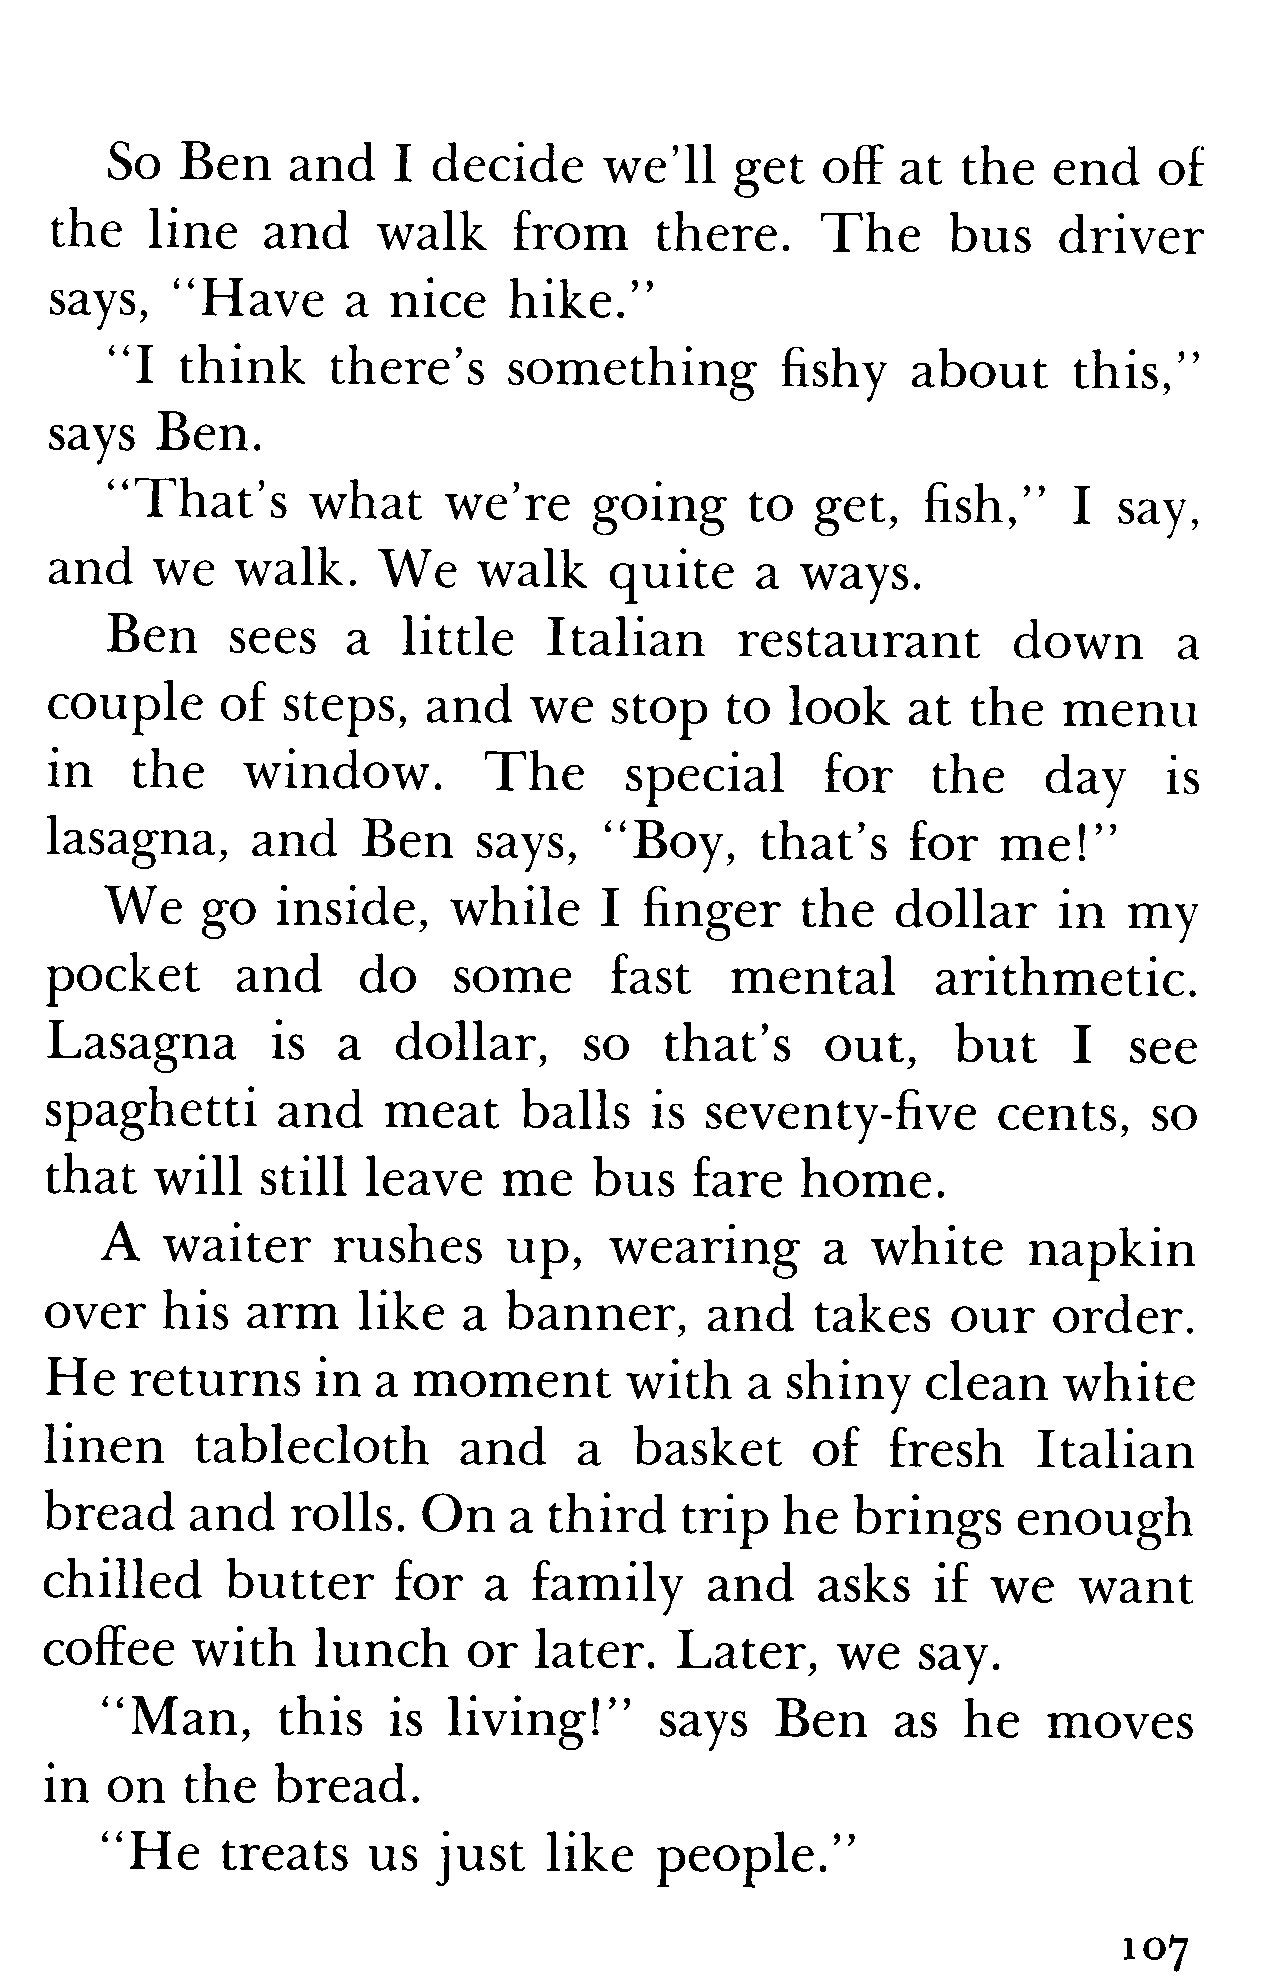 So Ben and I decide we'll get off at the end of
the line and walk from there. The bus driver
says, "Have a nice hike."
"I think there's something fishy about this,"
says Ben.
"That's what we're going to get, fish," I say,
and we walk. We walk quite a ways.
Ben sees a little Italian restaurant down a
couple of steps, and we stop to look at the menu
in the window. The special for the day is
lasagna, and Ben says, "Boy, that's for me!"
We go inside, while I finger the dollar in my
pocket and do some fast mental arithmetic.
Lasagna is a dollar, so that's out, but I see
spaghetti and meat balls is seventy-five cents, so
that will still leave me bus fare home.
A waiter rushes up, wearing a white napkin
over his arm like a banner, and takes our order.
He returns in a moment with a shiny clean white
linen tablecloth and a basket of fresh Italian
bread and rolls. On a third trip he brings enough
chilled butter for a family and asks if we want
coffee with lunch or later. Later, we say.
"Man, this is living!" says Ben as he moves
in on the bread.
"He treats us just like people."
107